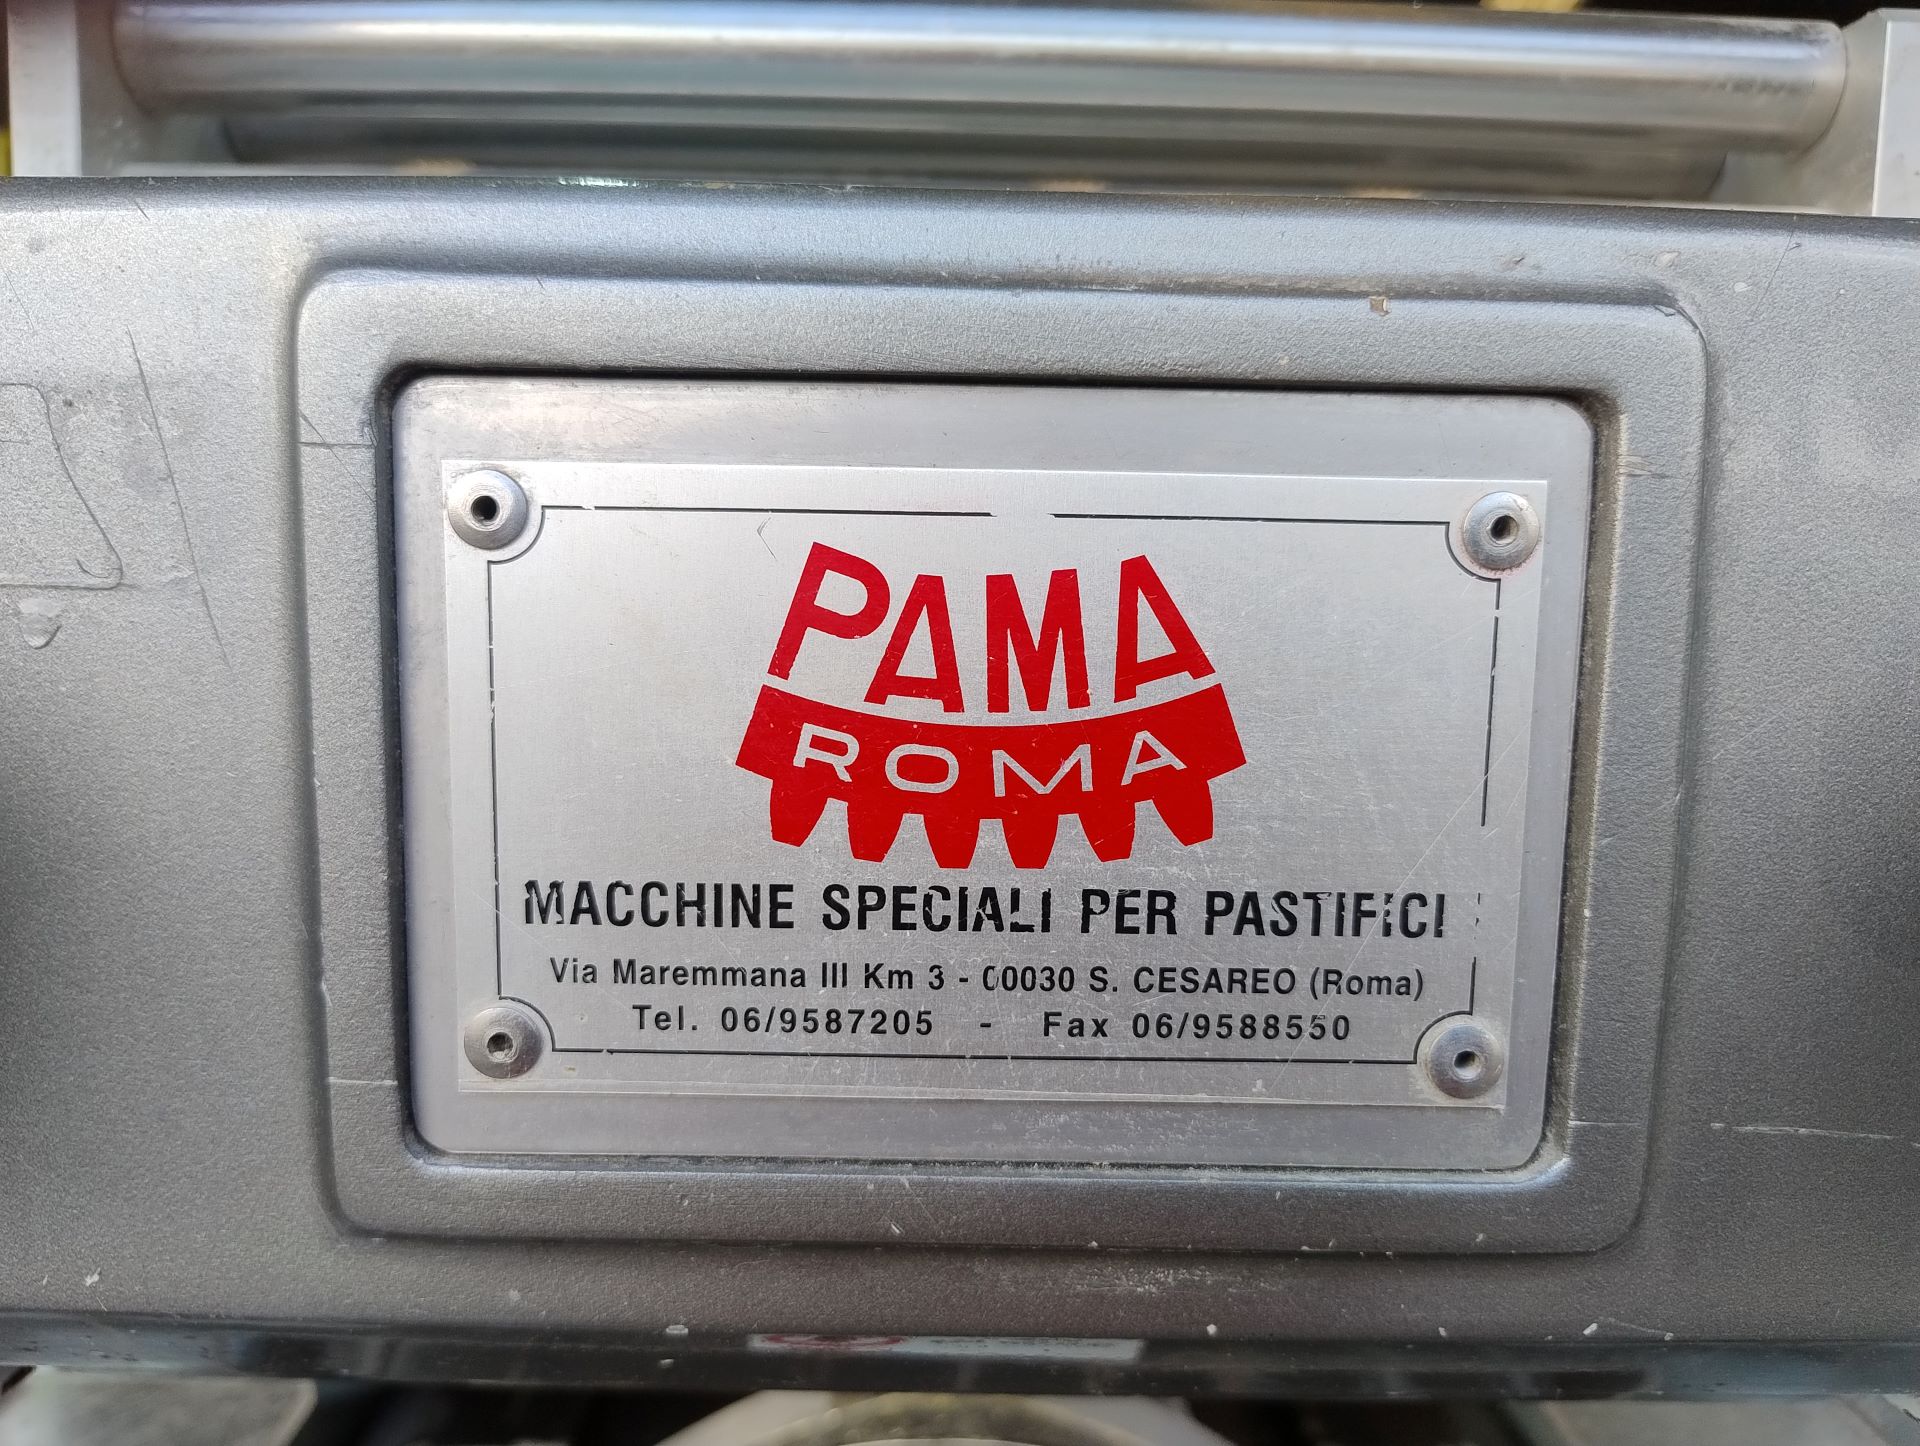 PAMA
ROMA
MACCHINE SPECIALI PER PASTIFICI
Via Maremmana III Km 3 - 00030 S. CESAREO (Roma)
Tel. 06/9587205 - Fax 06/9588550